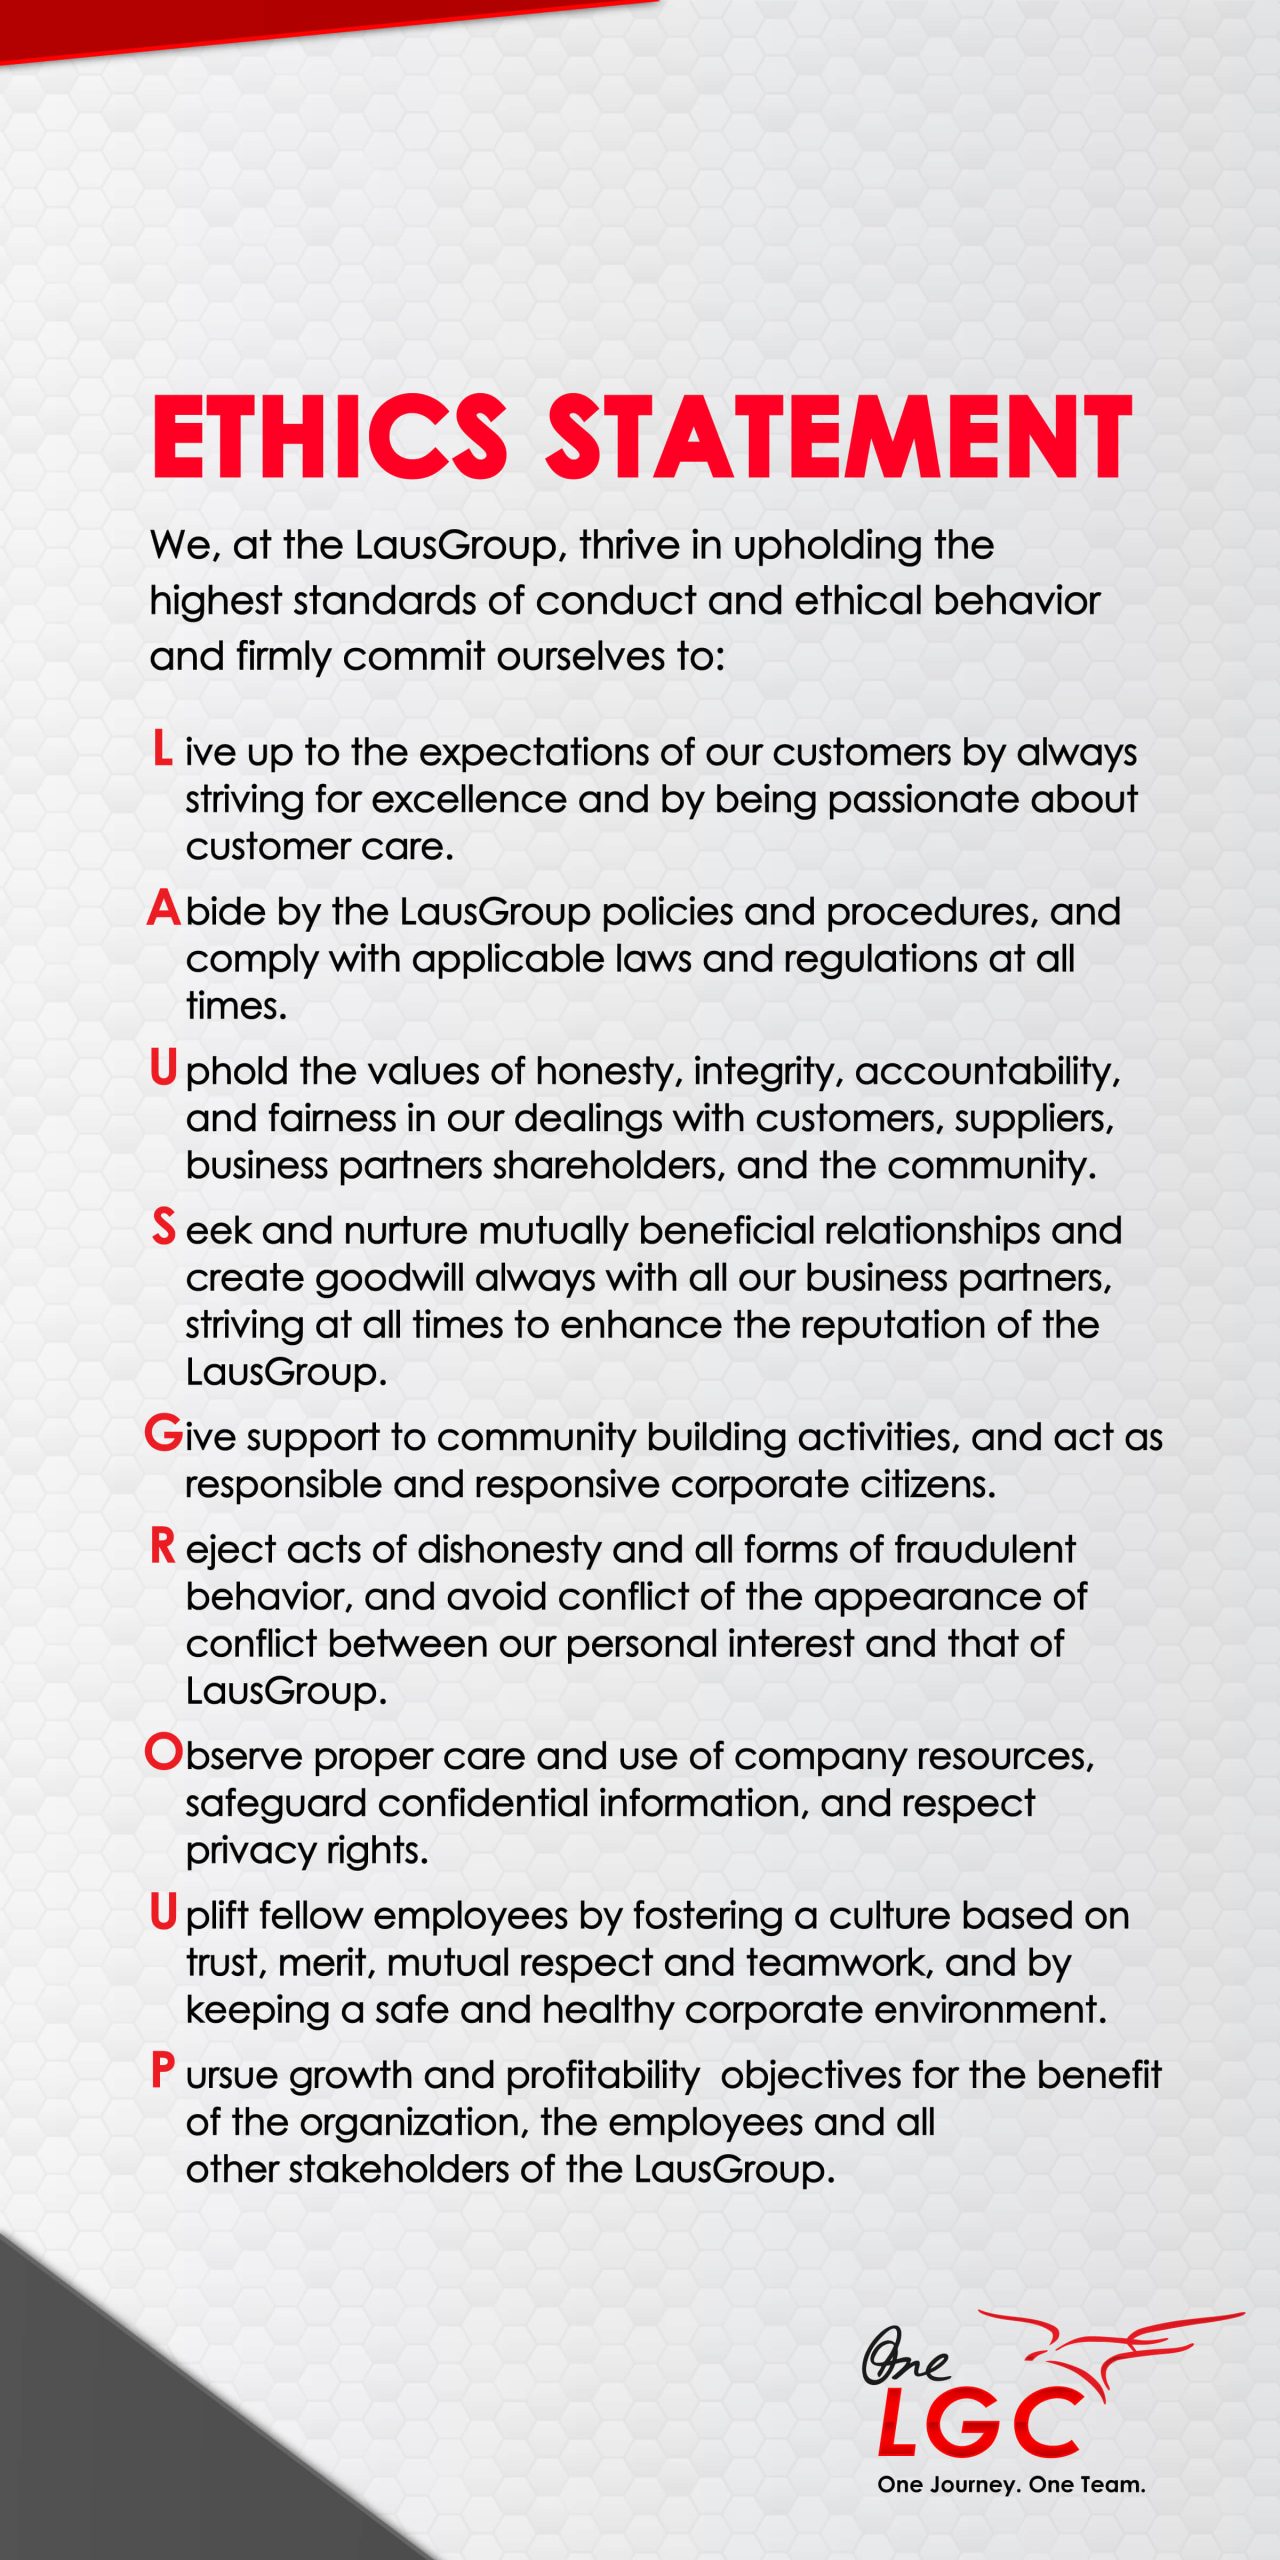 ETHICS STATEMENT
We, at the LausGroup, thrive in upholding the
highest standards of conduct and ethical behavior
and firmly commit ourselves to:
Live up to the expectations of our customers by always
striving for excellence and by being passionate about
customer care.
Abide by the LausGroup policies and procedures, and
comply with applicable laws and regulations at all
times.
Uphold the values of honesty, integrity, accountability,
and fairness in our dealings with customers, suppliers,
business partners shareholders, and the community.
Seek and nurture mutually beneficial relationships and
create goodwill always with all our business partners,
striving at all times to enhance the reputation of the
LausGroup.
Give support to community building activities, and act as
responsible and responsive corporate citizens.
Reject acts of dishonesty and all forms of fraudulent
behavior, and avoid conflict of the appearance of
conflict between our personal interest and that of
LausGroup.
Observe proper care and use of company resources,
safeguard confidential information, and respect
privacy rights.
Uplift fellow employees by fostering a culture based on
trust, merit, mutual respect and teamwork, and by
keeping a safe and healthy corporate environment.
Pursue growth and profitability  objectives for the benefit
of the organization, the employees and all
other stakeholders of the LausGroup.
One
LGC
One Journey. One Team.